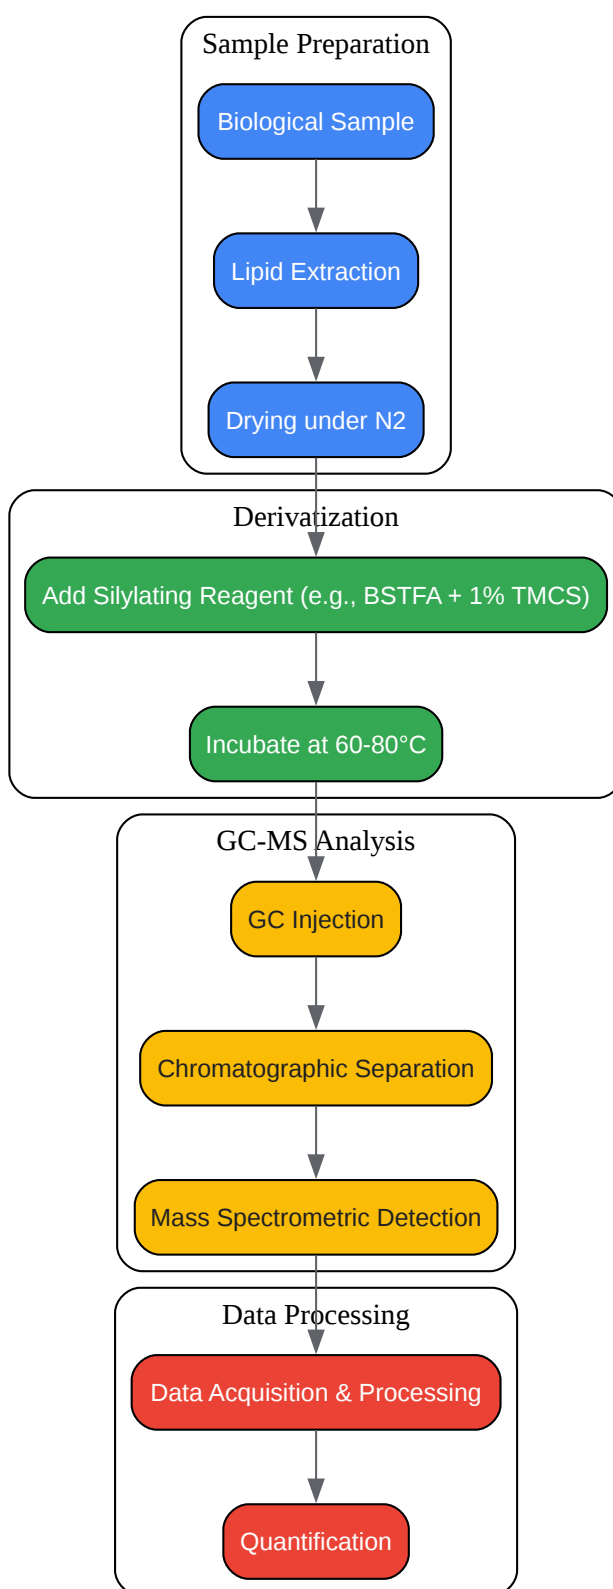 Sample Preparation
Biological Sample
Lipid Extraction
Drying under N2
Derivatization
Add Silylating Reagent (e.g., BSTFA + 1% TMCS)
Incubate at 60-80°C
GC-MS Analysis
GC Injection
Chromatographic Separation
Mass Spectrometric Detection
Data Processing
Data Acquisition & Processing
Quantification